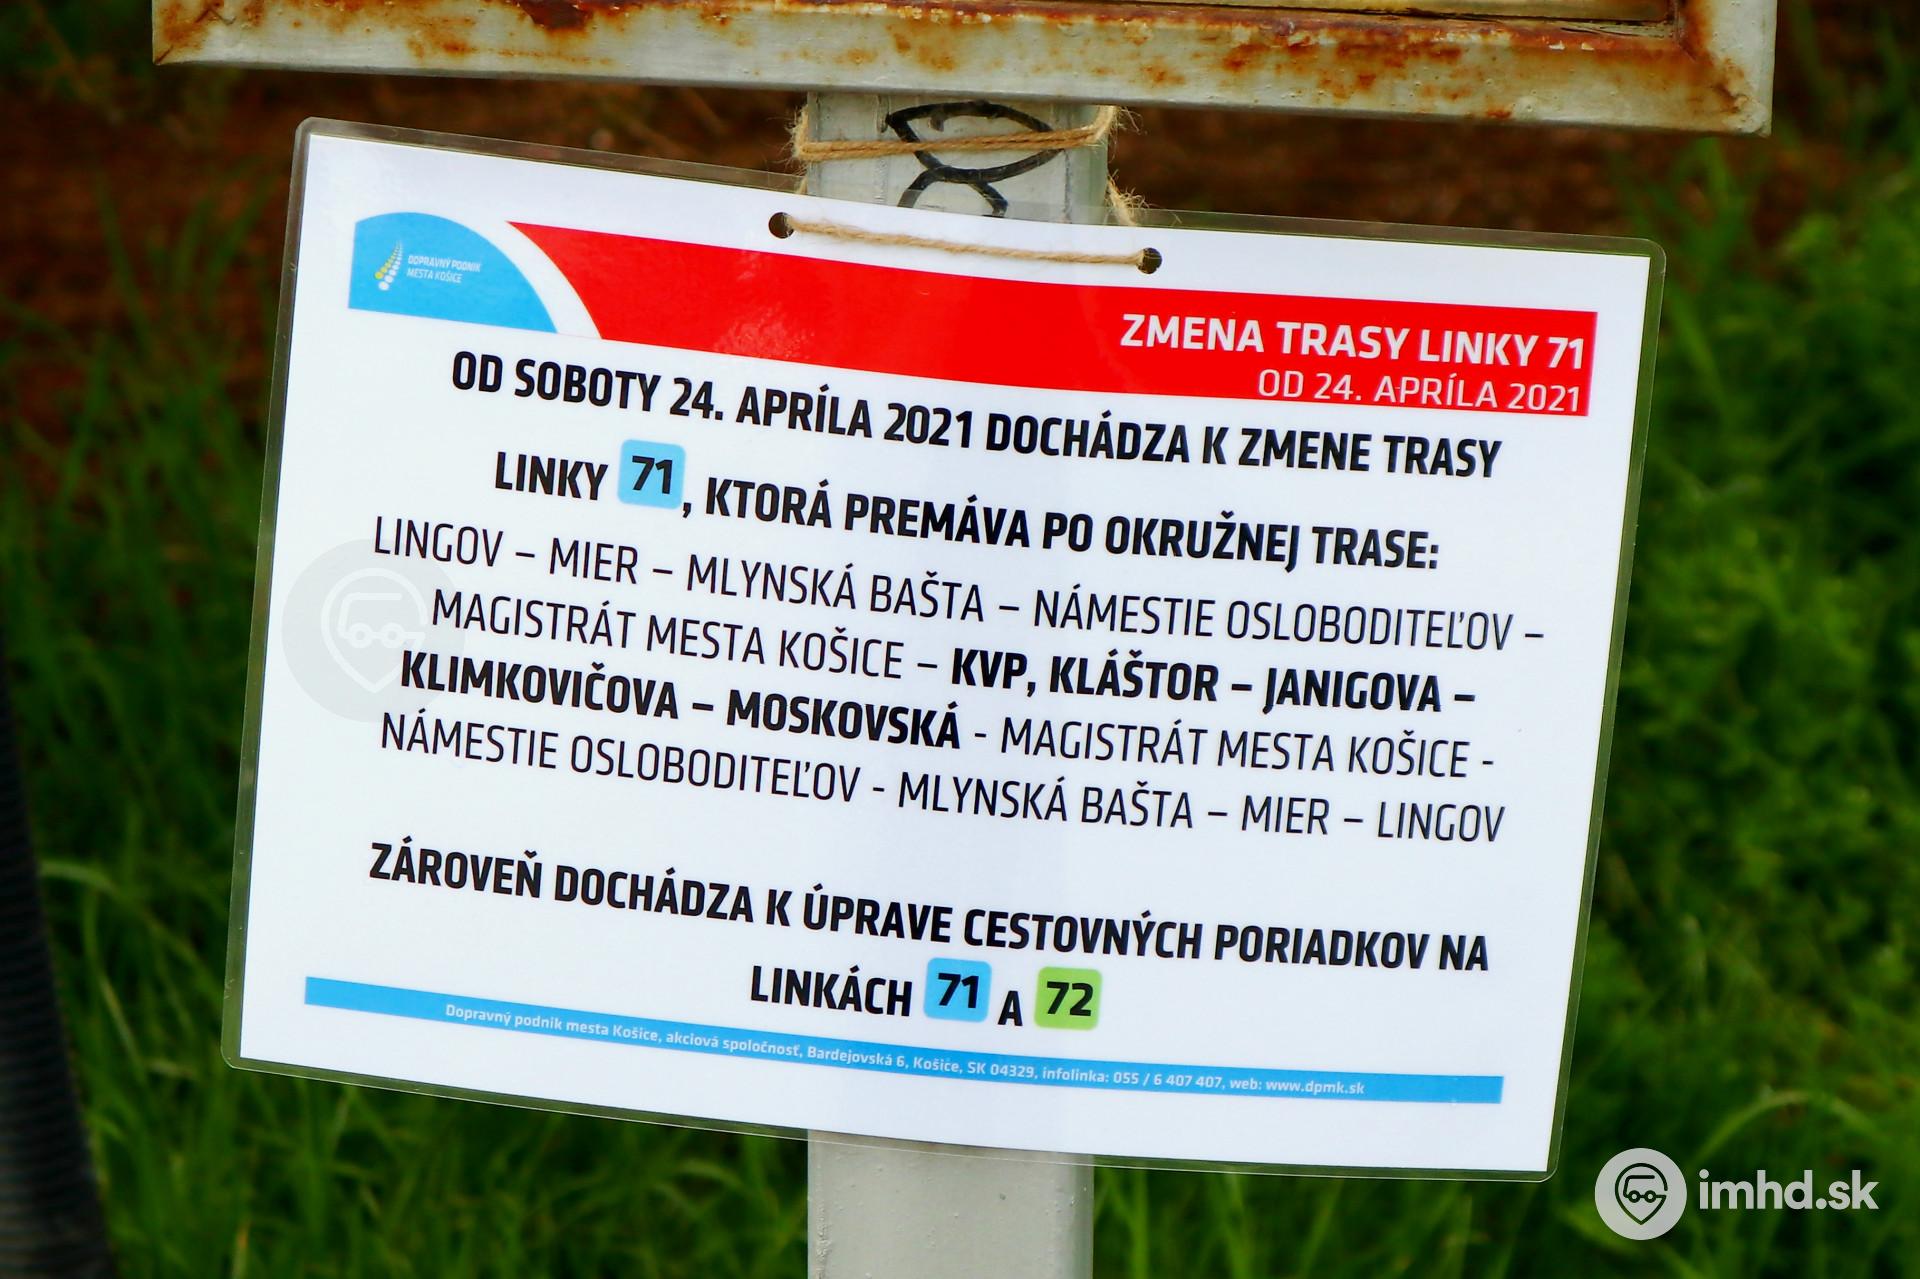 DOPRAVNÝ PODNIK
MESTA KOŠICE
ZMENA TRASY LINKY 71
OD 24. APRÍLA 2021
OD SOBOTY 24. APRÍLA 2021 DOCHÁDZA K ZMENE TRASY
LINKY 71, KTORÁ PREMÁVA PO OKRUŽNEJ TRASE:
LINGOV – MIER – MLYNSKÁ BAŠTA – NÁMESTIE OSLOBODITEĽOV –
MAGISTRÁT MESTA KOŠICE – KVP, KLÁŠTOR – JANIGOVA –
KLIMKOVIČOVA – MOSKOVSKÁ - MAGISTRÁT MESTA KOŠICE -
NÁMESTIE OSLOBODITEĽOV - MLYNSKÁ BAŠTA – MIER – LINGOV
ZÁROVEŇ DOCHÁDZA K ÚPRAVE CESTOVNÝCH PORIADKOV NA
LINKÁCH 71 A 72
Dopravný podnik mesta Košice, akciová spoločnosť, Bardejovská 6, Košice, SK 04329, infolinka: 055 / 6 407 407, web: www.dpmk.sk
imhd.sk